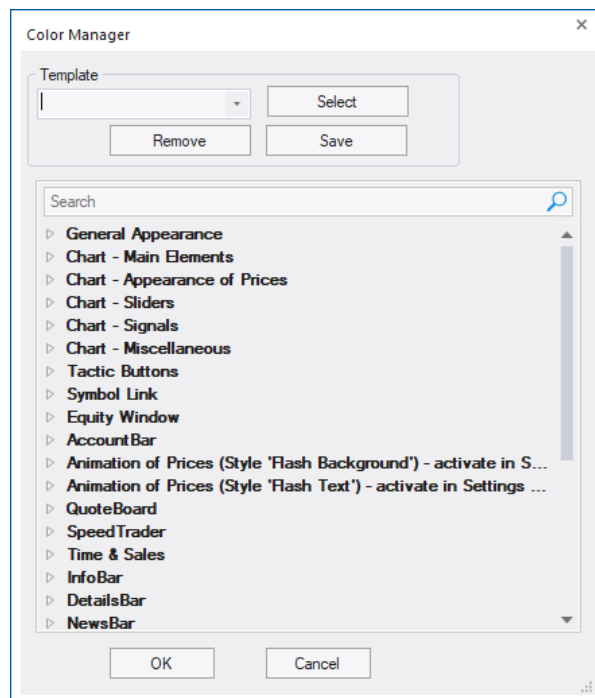 Color Manager
Template
Select
Remove
Save
Search
General Appearance
Chart - Main Elements
Chart - Appearance of Prices
Chart - Sliders
Chart - Signals
Chart - Miscellaneous
Tactic Buttons
Symbol Link
Equity Window
AccountBar
Animation of Prices (Style 'Flash Background') - activate in S...
Animation of Prices (Style 'Flash Text') - activate in Settings ...
QuoteBoard
SpeedTrader
Time & Sales
InfoBar
DetailsBar
NewsBar
OK
Cancel